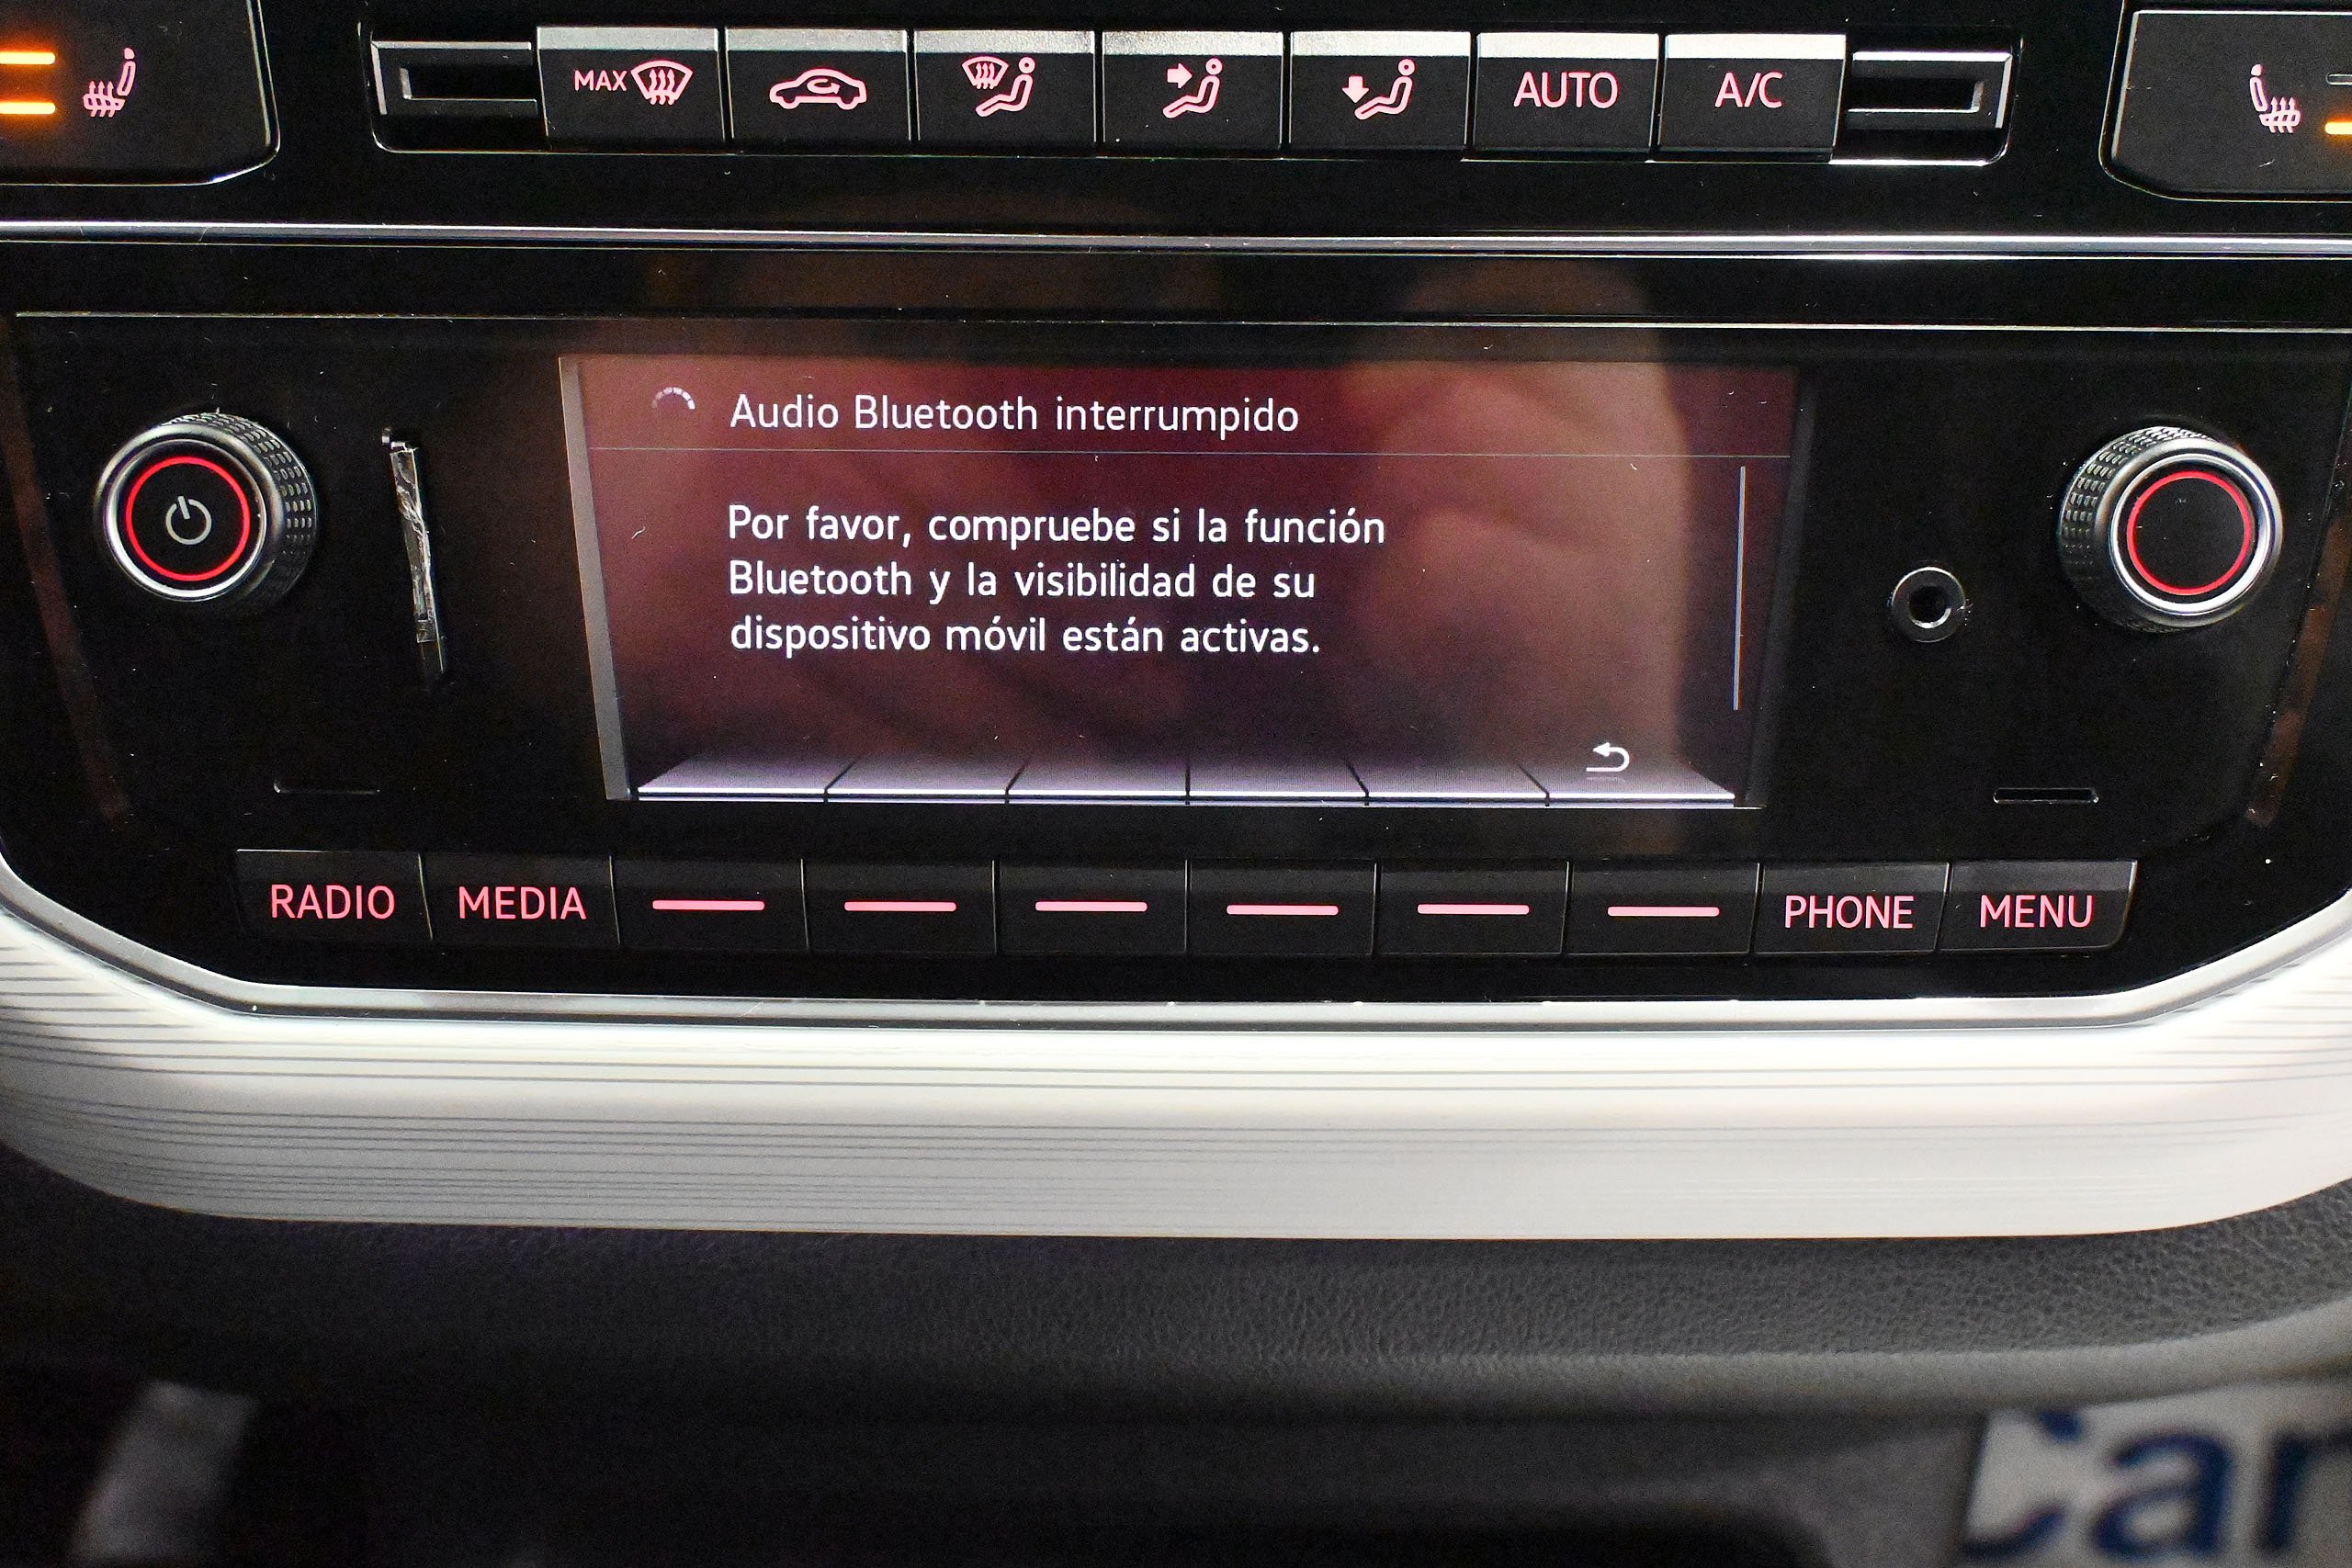 MAX
AUTO
A/C
Audio Bluetooth interrumpido
Por favor, compruebe si la función
Bluetooth y la visibilidad de su
dispositivo móvil están activas.
RADIO
MEDIA
PHONE
MENU
Car